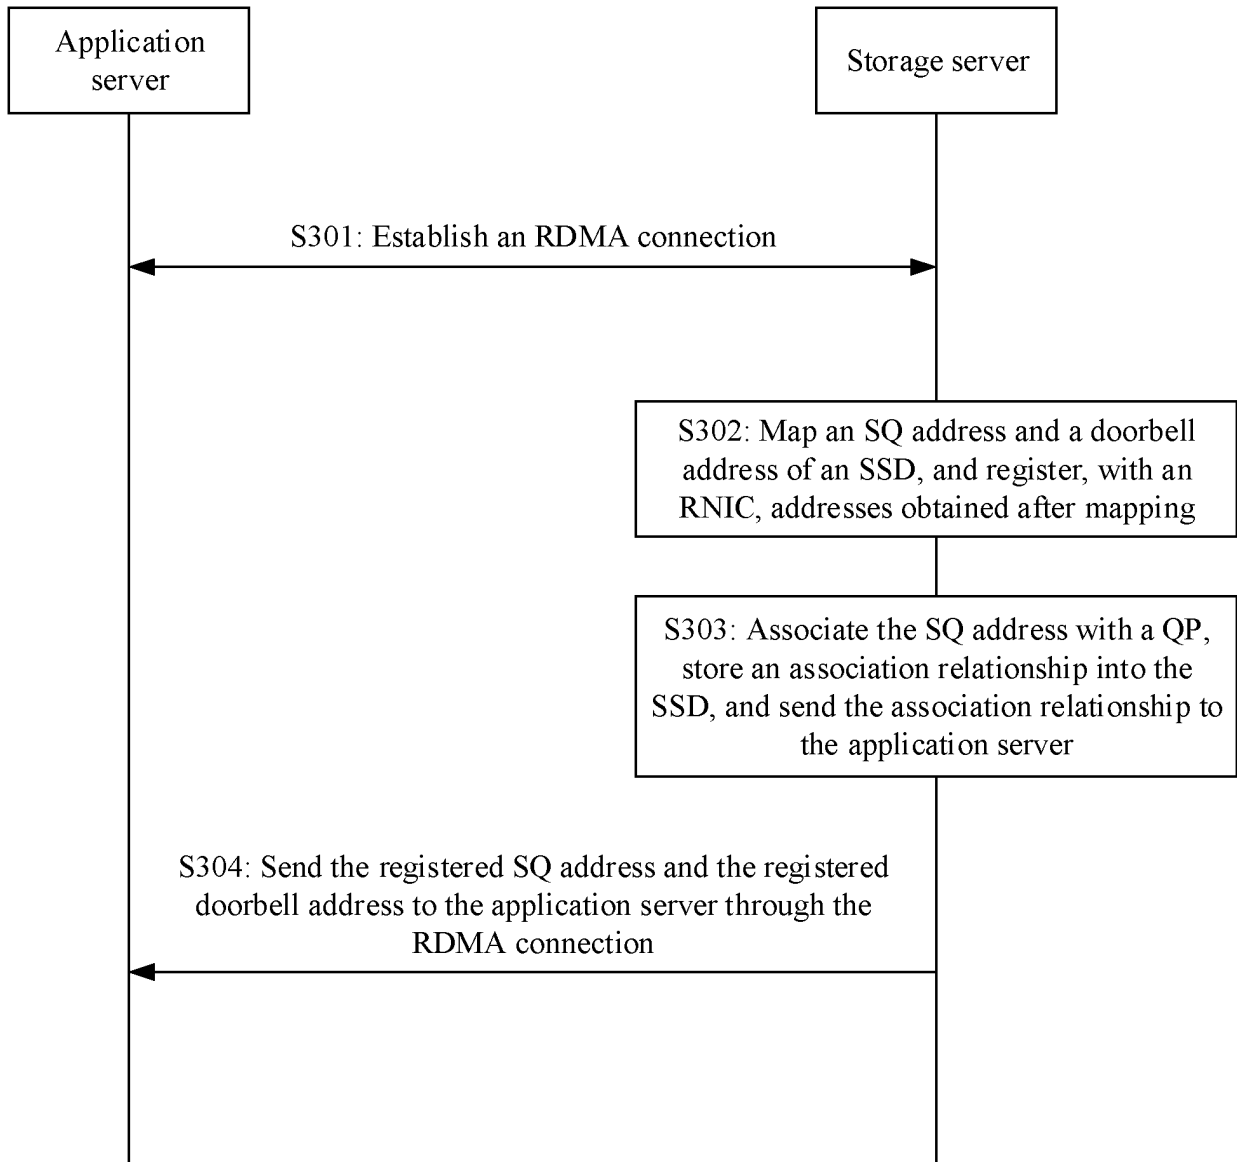 Application
server
Storage server
S301: Establish an RDMA connection
S302: Map an SQ address and a doorbell
address of an SSD, and register, with an
RNIC, addresses obtained after mapping
S303: Associate the SQ address with a QP,
store an association relationship into the
SSD, and send the association relationship to
the application server
S304: Send the registered SQ address and the registered
doorbell address to the application server through the
RDMA connection